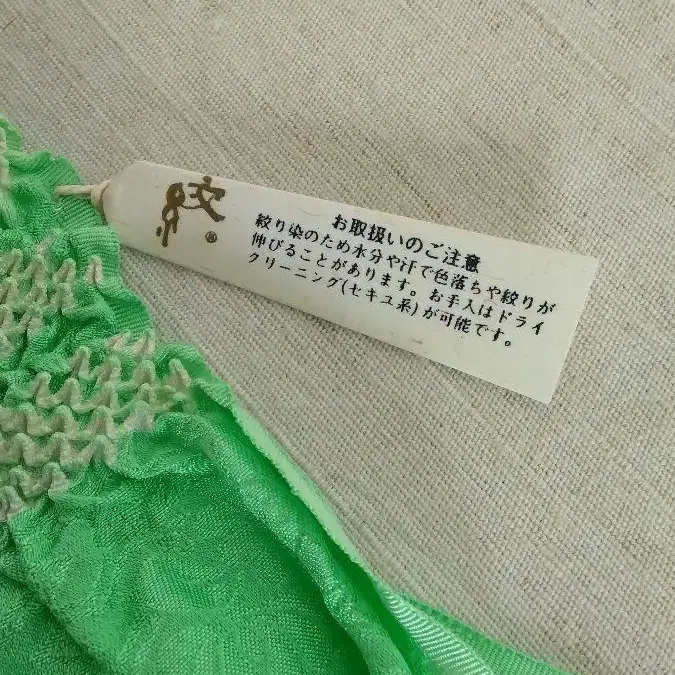 お取扱いのご注意
絞り染のため水分や汗で色落ちや絞りが
伸びることがあります。お手入はドライ
クリーニング(セキユ系)が可能です。
®